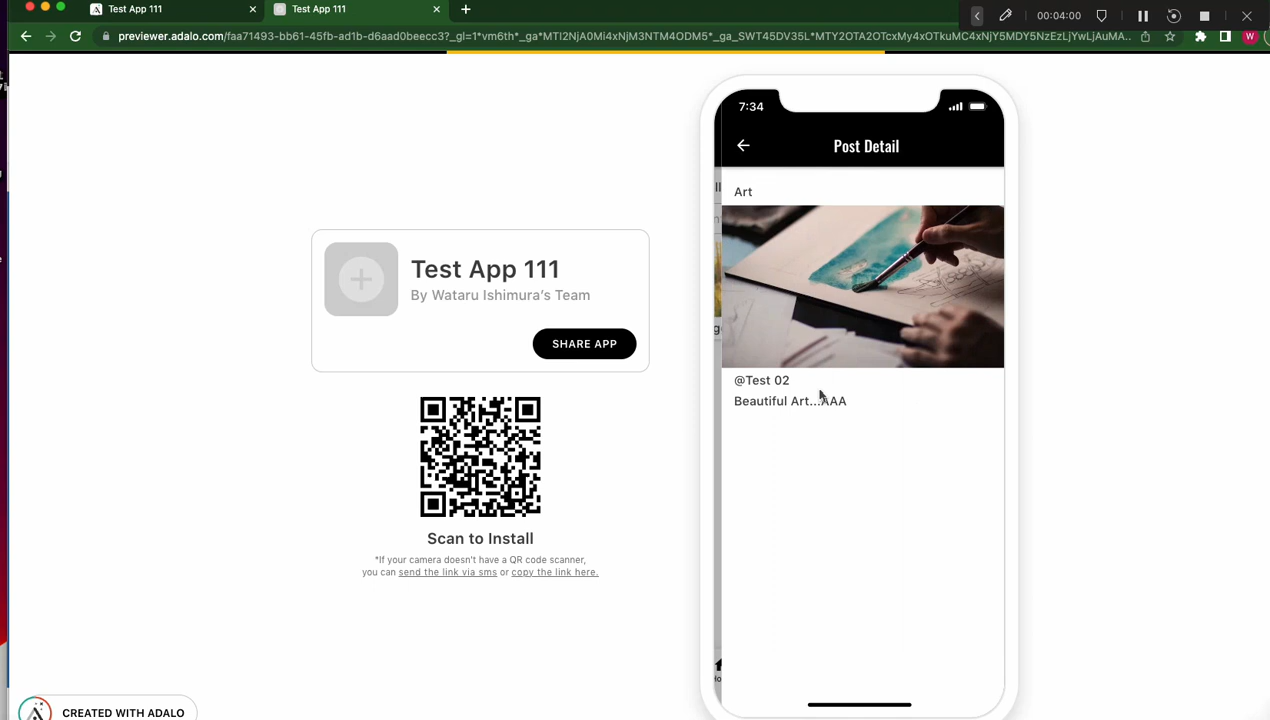 Test App 111
Test App 111
00:04:00
previewer.adalo.com/faa71493-bb61-45fb-ad1b-d6aad0beecc3?_gl=1*vm6th*_ga*MTI2NjA0Mi4xNjM3NTM4ODM5*_ga_SWT45DV35L*MTY2OTA2OTcxMy4xOTkuMC4xNjY5MDY5NzEzLjYwLjAuMA..
W
7:34
Post Detail
Art
Test App 111
By Wataru Ishimura's Team
SHARE APP
@Test 02
Beautiful Art...AAA
Scan to Install
*If your camera doesn't have a QR code scanner,
you can send the link via sms or copy the link here.
CREATED WITH ADALO